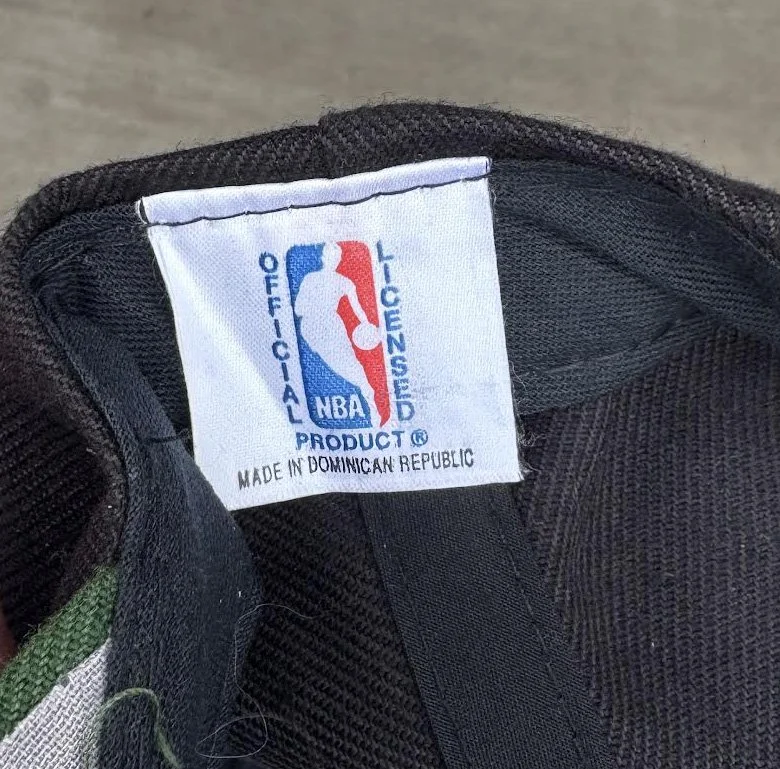 OFFICIAL
LICENSED
NBA
PRODUCT®
MADE IN DOMINICAN REPUBLIC